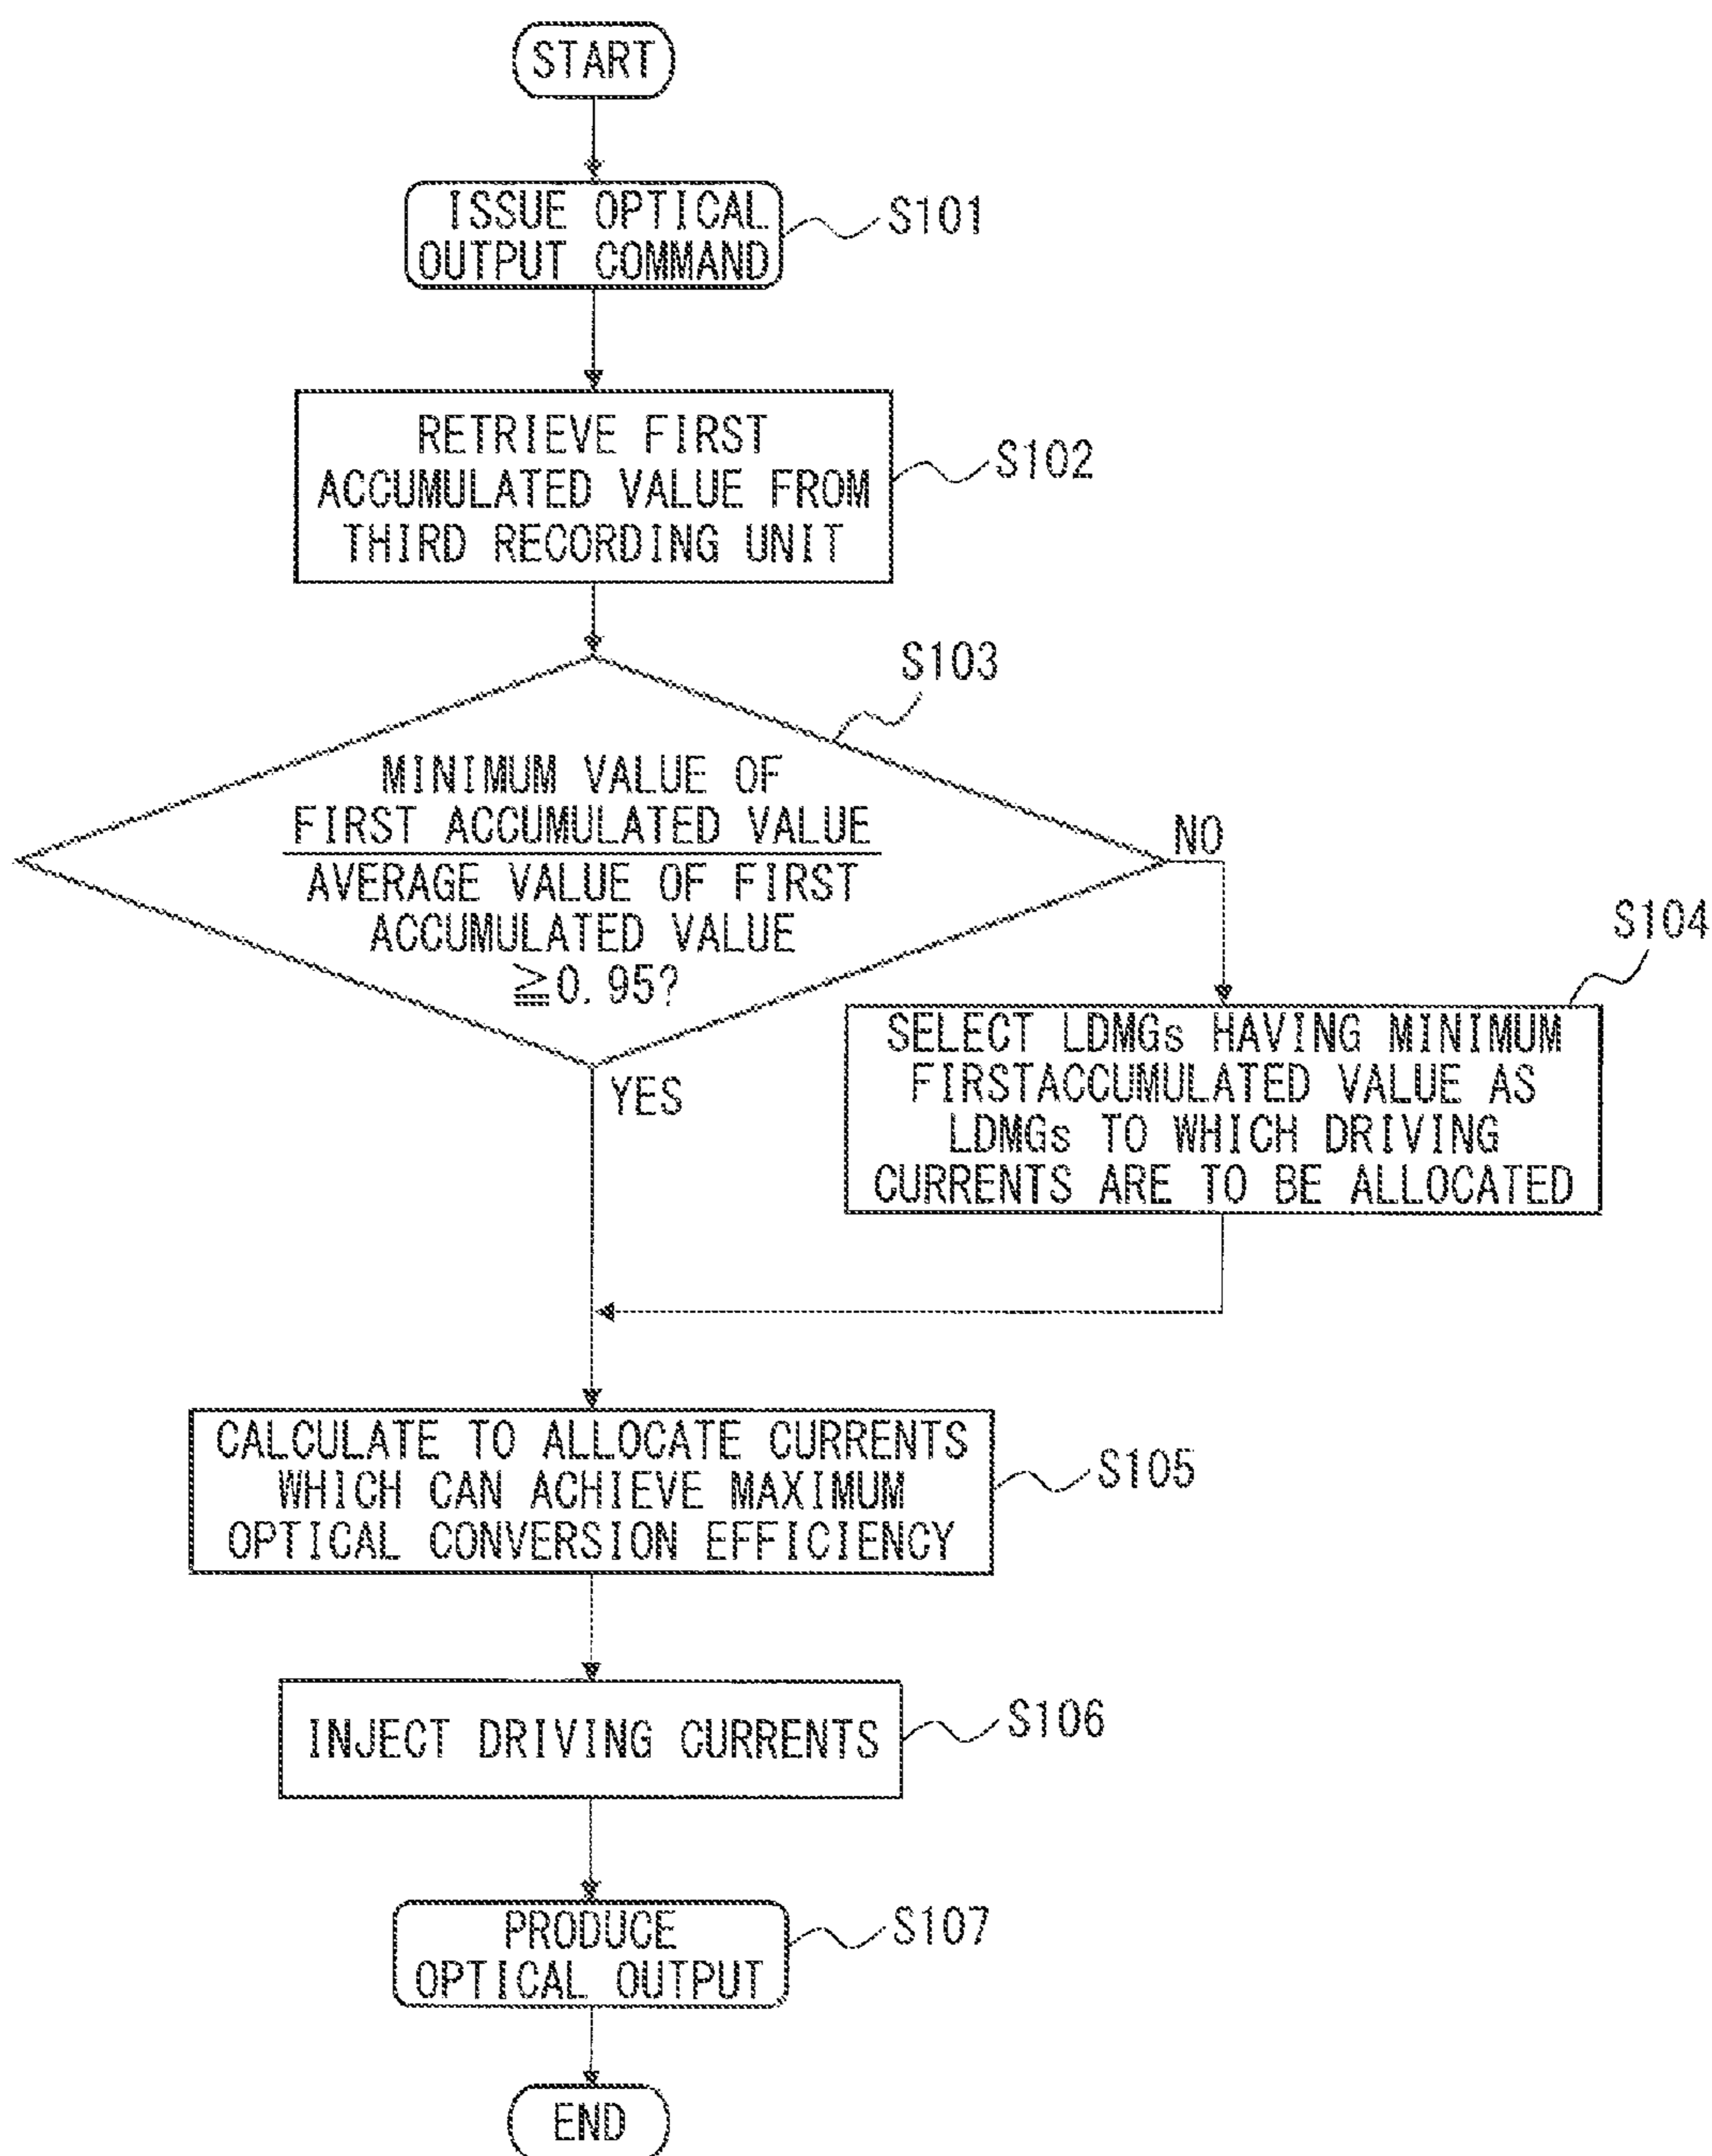 START
ISSUE OPTICAL
OUTPUT COMMAND
S101
RETRIEVE FIRST
ACCUMULATED VALUE FROM
THIRD RECORDING UNIT
S102
S103
MINIMUM VALUE OF
FIRST ACCUMULATED VALUE
AVERAGE VALUE OF FIRST
ACCUMULATED VALUE
≧0.95?
NO
YES
S104
SELECT LDMGs HAVING MINIMUM
FIRSTACCUMULATED VALUE AS
LDMGs TO WHICH DRIVING
CURRENTS ARE TO BE ALLOCATED
CALCULATE TO ALLOCATE CURRENTS
WHICH CAN ACHIEVE MAXIMUM
OPTICAL CONVERSION EFFICIENCY
S105
INJECT DRIVING CURRENTS
S106
PRODUCE
OPTICAL OUTPUT
S107
END